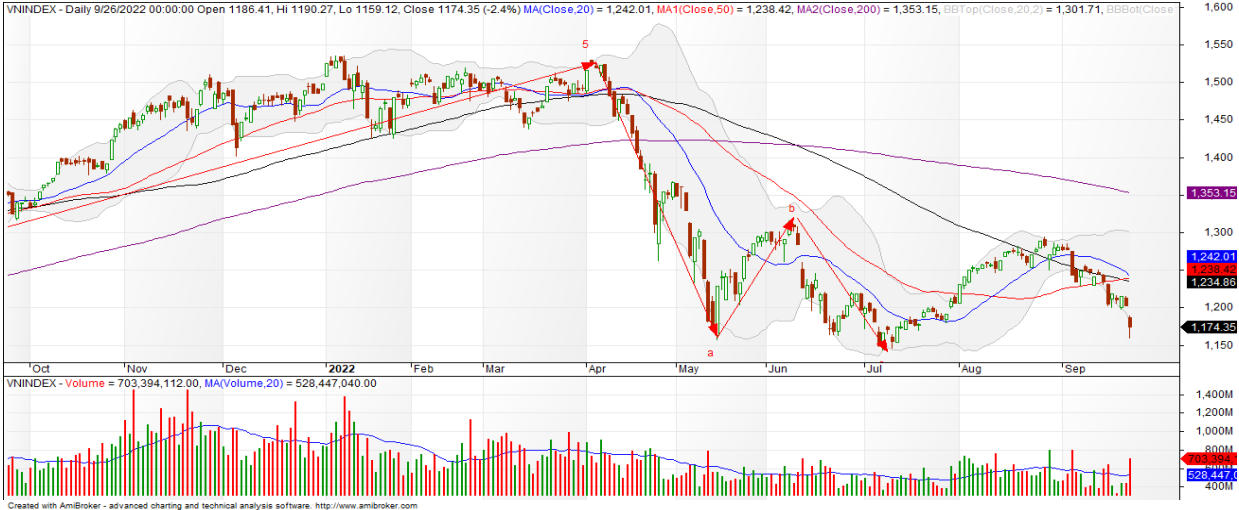 VNINDEX - Daily 9/26/2022 00:00:00 Open 1186.41, Hi 1190.27, Lo 1159.12, Close 1174.35 (-2.4%) MA(Close,20) = 1,242.01, MA1(Close,50) = 1,238.42, MA2(Close,200) = 1,353.15, BBTop(Close,20,2) = 1,301.71, BBBot(Close
1,600
5
1,550
1,500
1,450
1,400
1,353.15
b
1,300
1,242.01
1,238.42
1,234.86
1,200
1,174.35
a
1,150
Oct Nov Dec 2022 Feb Mar Apr May Jun Jul Aug Sep
VNINDEX - Volume = 703,394,112.00, MA(Volume,20) = 528,447,040.00
1,400M
1,200M
1,000M
800M
703,394,
528,447,0
400M
Created with AmiBroker - advanced charting and technical analysis software. http://www.amibroker.com